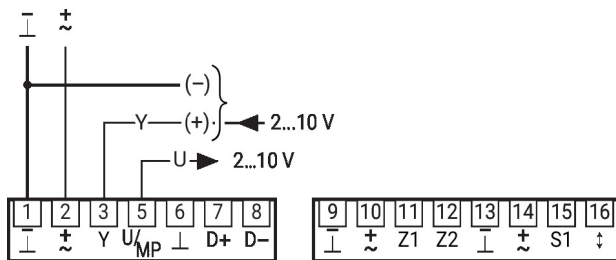 – +
⊥ ~
(–)
Y (+) 2...10 V
U 2...10 V
1 2 3 5 6 7 8 9 10 11 12 13 14 15 16
⊥ ± ~ Y U/MP ⊥ D+ D– ⊥ ± ~ Z1 Z2 ⊥ ± ~ S1 ↕